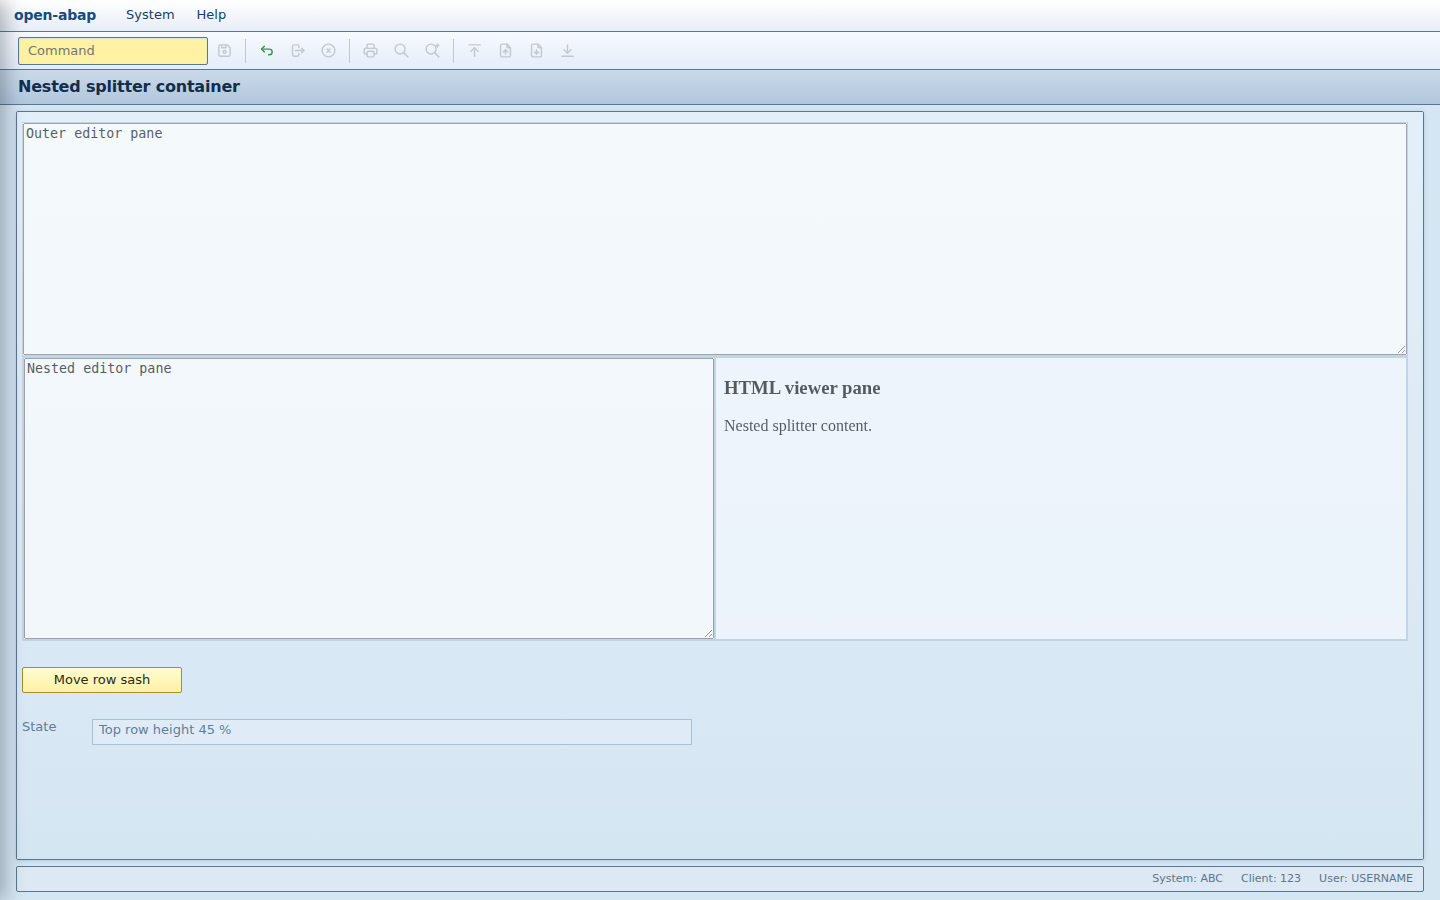 open-abap System Help
Command
Nested splitter container
Outer editor pane
Nested editor pane
HTML viewer pane
Nested splitter content.
Move row sash
State Top row height 45 %
System: ABC Client: 123 User: USERNAME